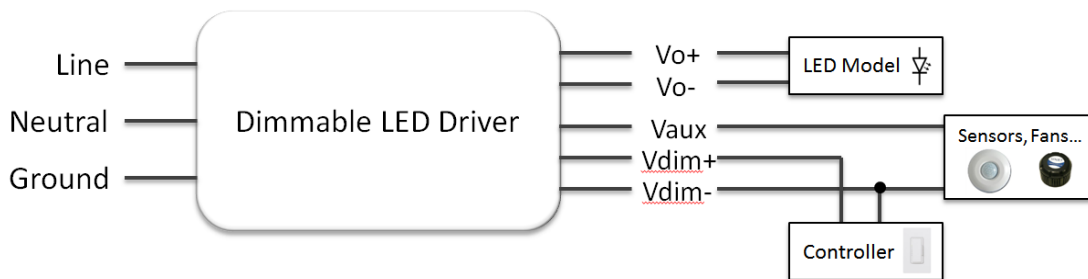 Line
Neutral
Ground
Dimmable LED Driver
Vo+
Vo-
Vaux
Vdim+
Vdim-
LED Model
Sensors, Fans...
Controller